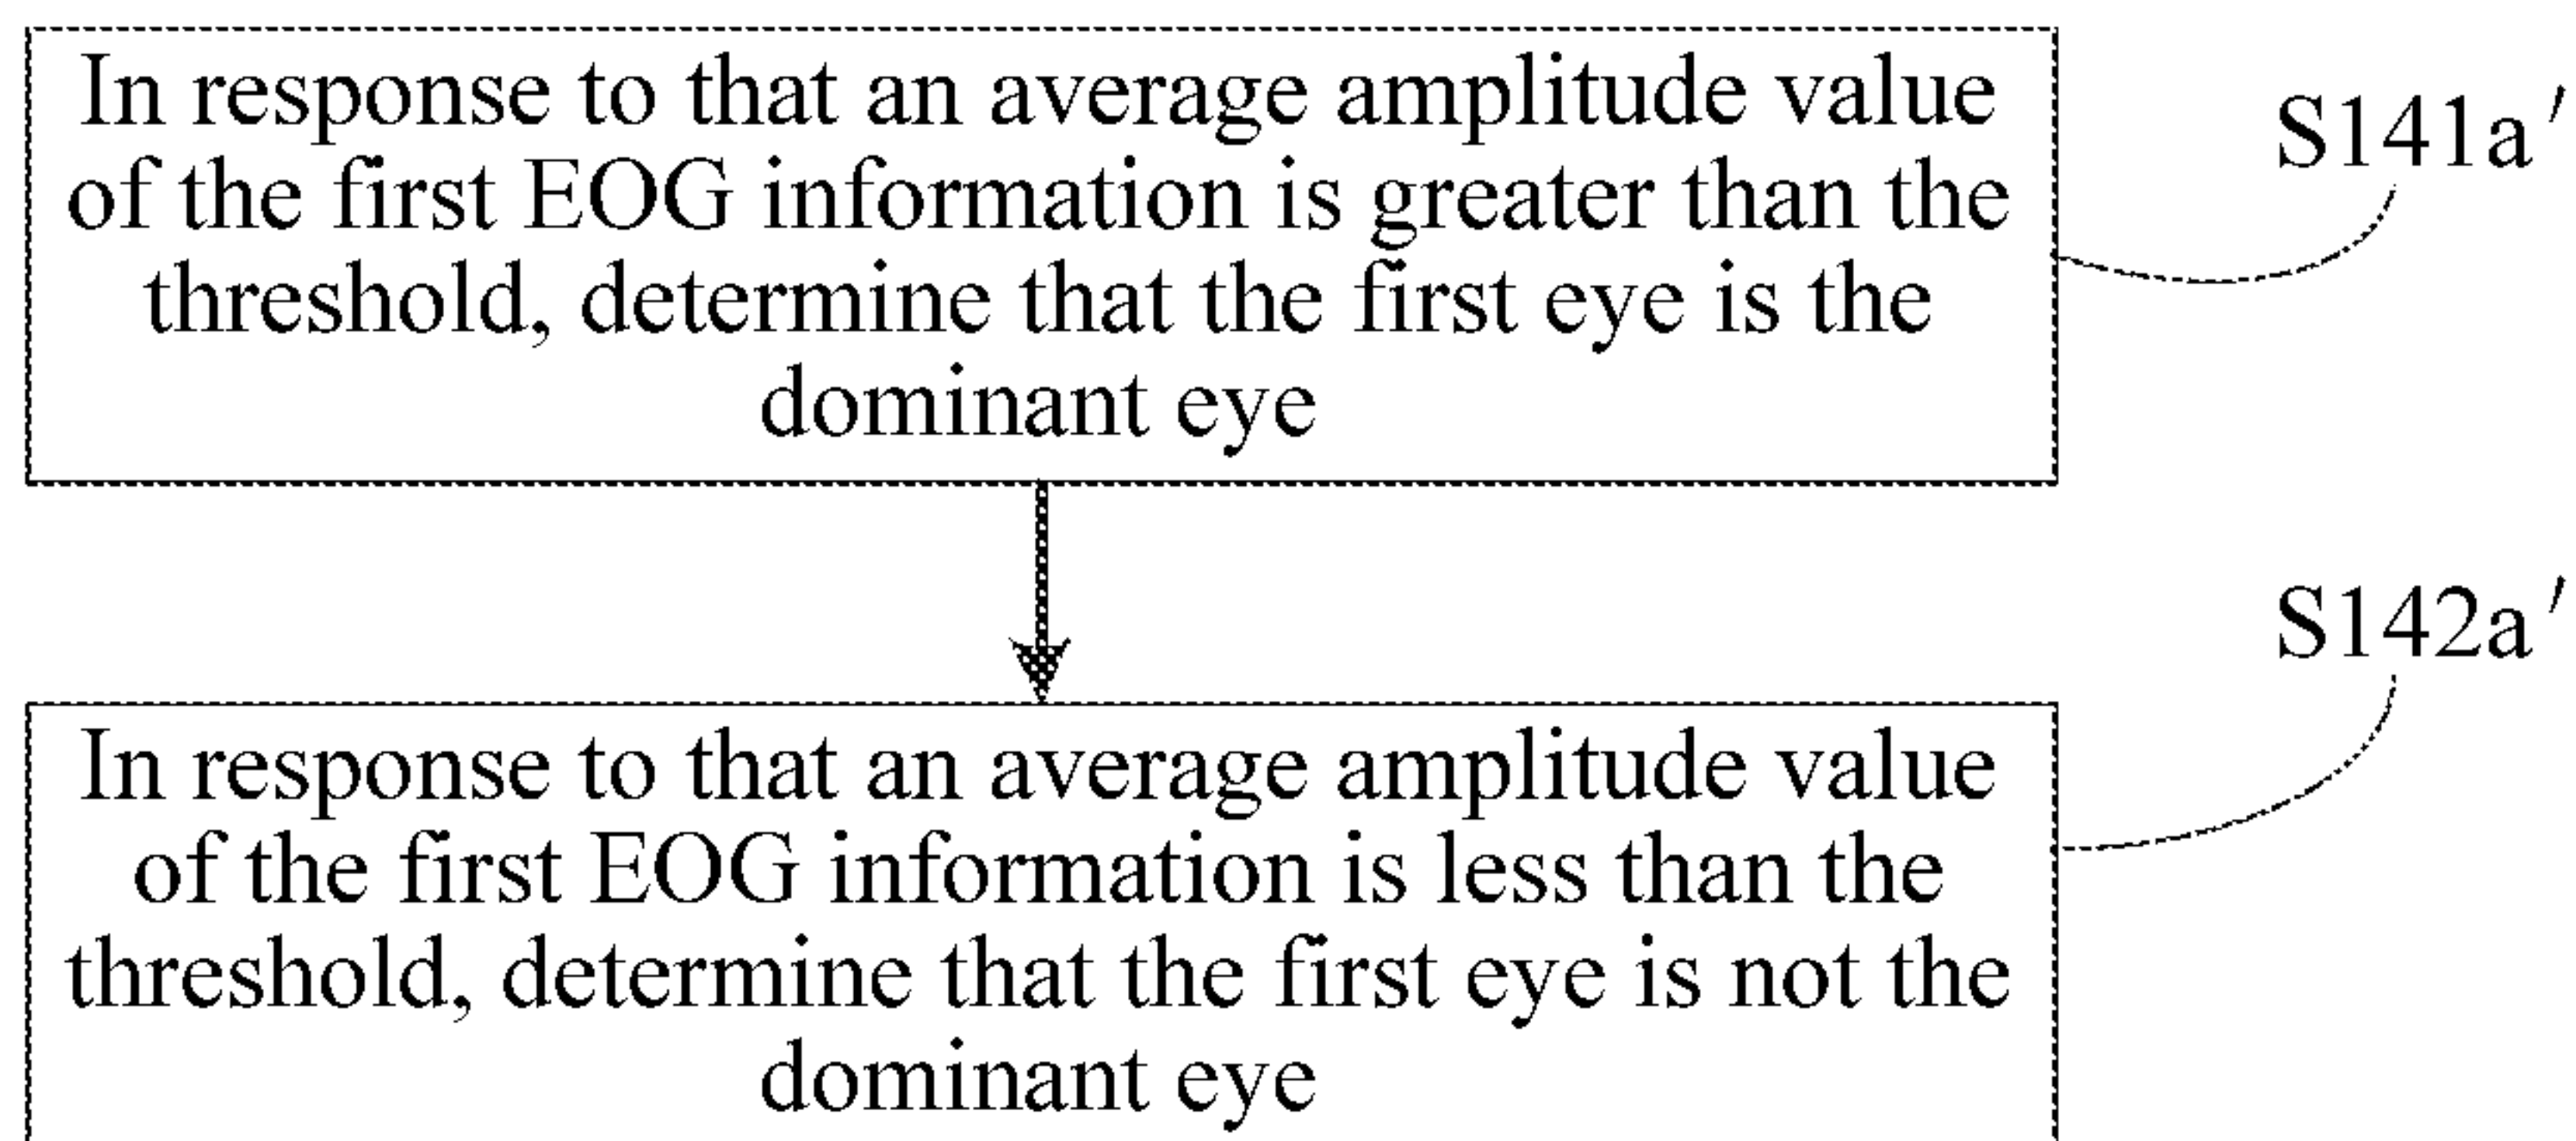 In response to that an average amplitude value
of the first EOG information is greater than the
threshold, determine that the first eye is the
dominant eye
S141a′
In response to that an average amplitude value
of the first EOG information is less than the
threshold, determine that the first eye is not the
dominant eye
S142a′